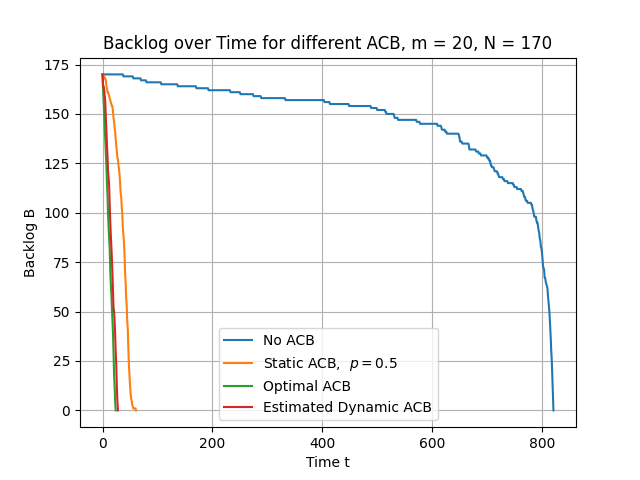 Backlog over Time for different ACB, m = 20, N = 170
175
150
125
100
75
50
25
0
Backlog B
No ACB
Static ACB, p = 0.5
Optimal ACB
Estimated Dynamic ACB
0 200 400 600 800
Time t